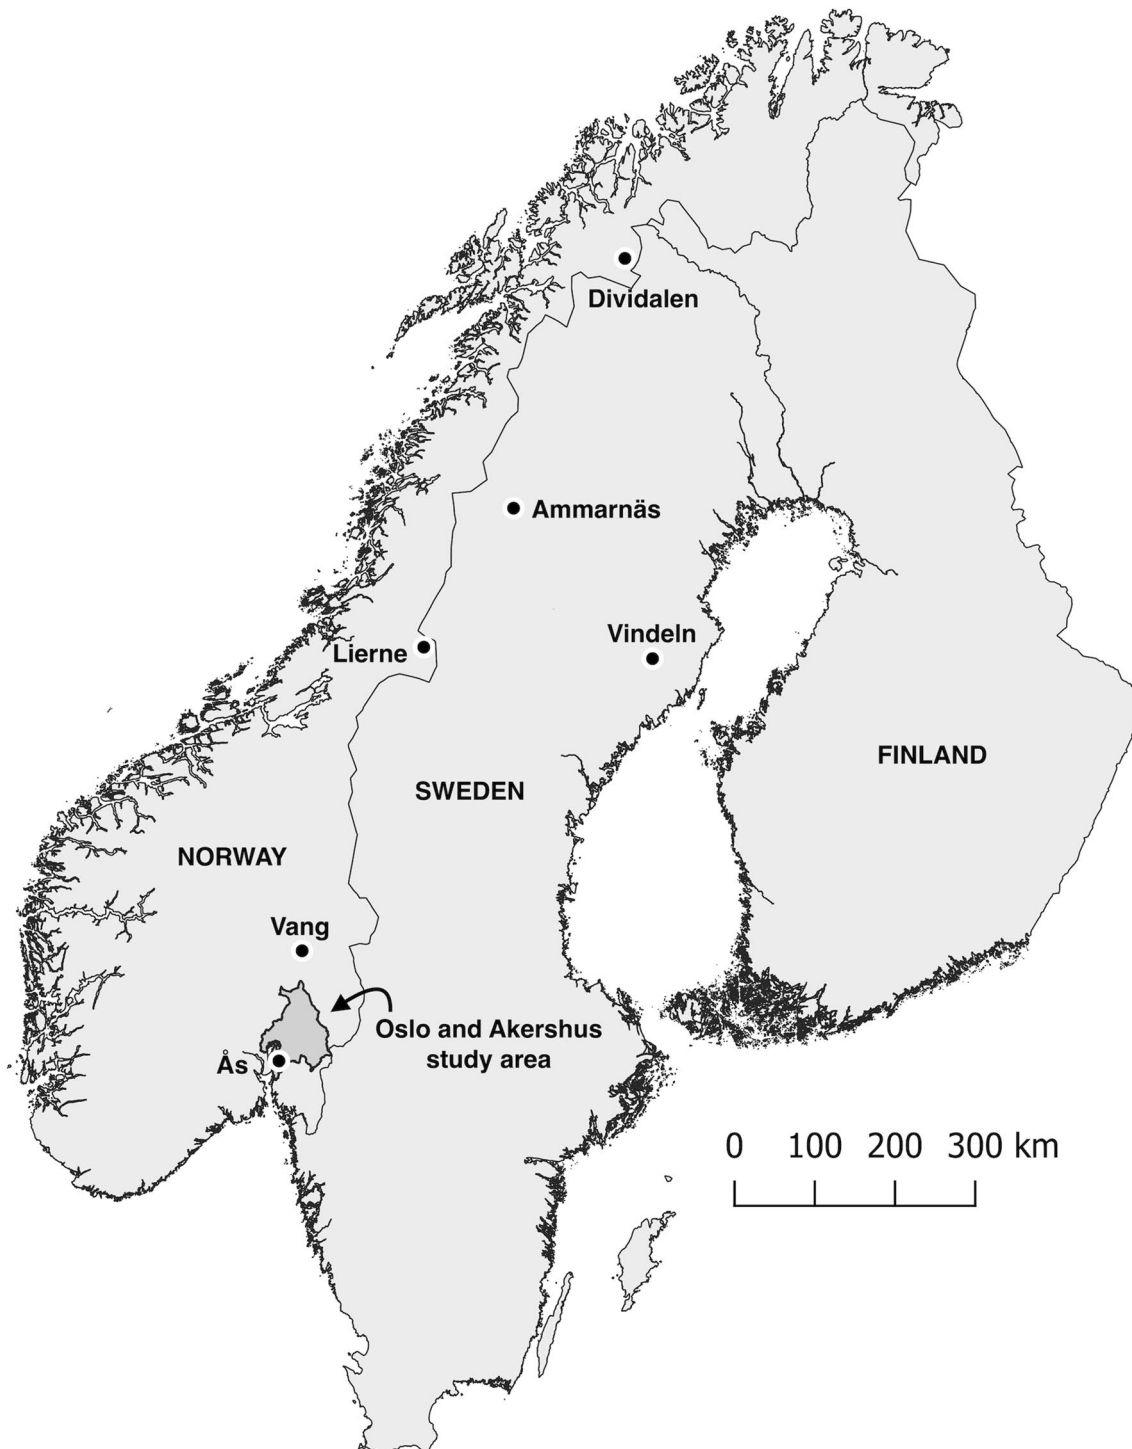 Dividalen
Ammarnäs
Vindeln
Lierne
FINLAND
SWEDEN
NORWAY
Vang
Oslo and Akershus
study area
Ås
0 100 200 300 km